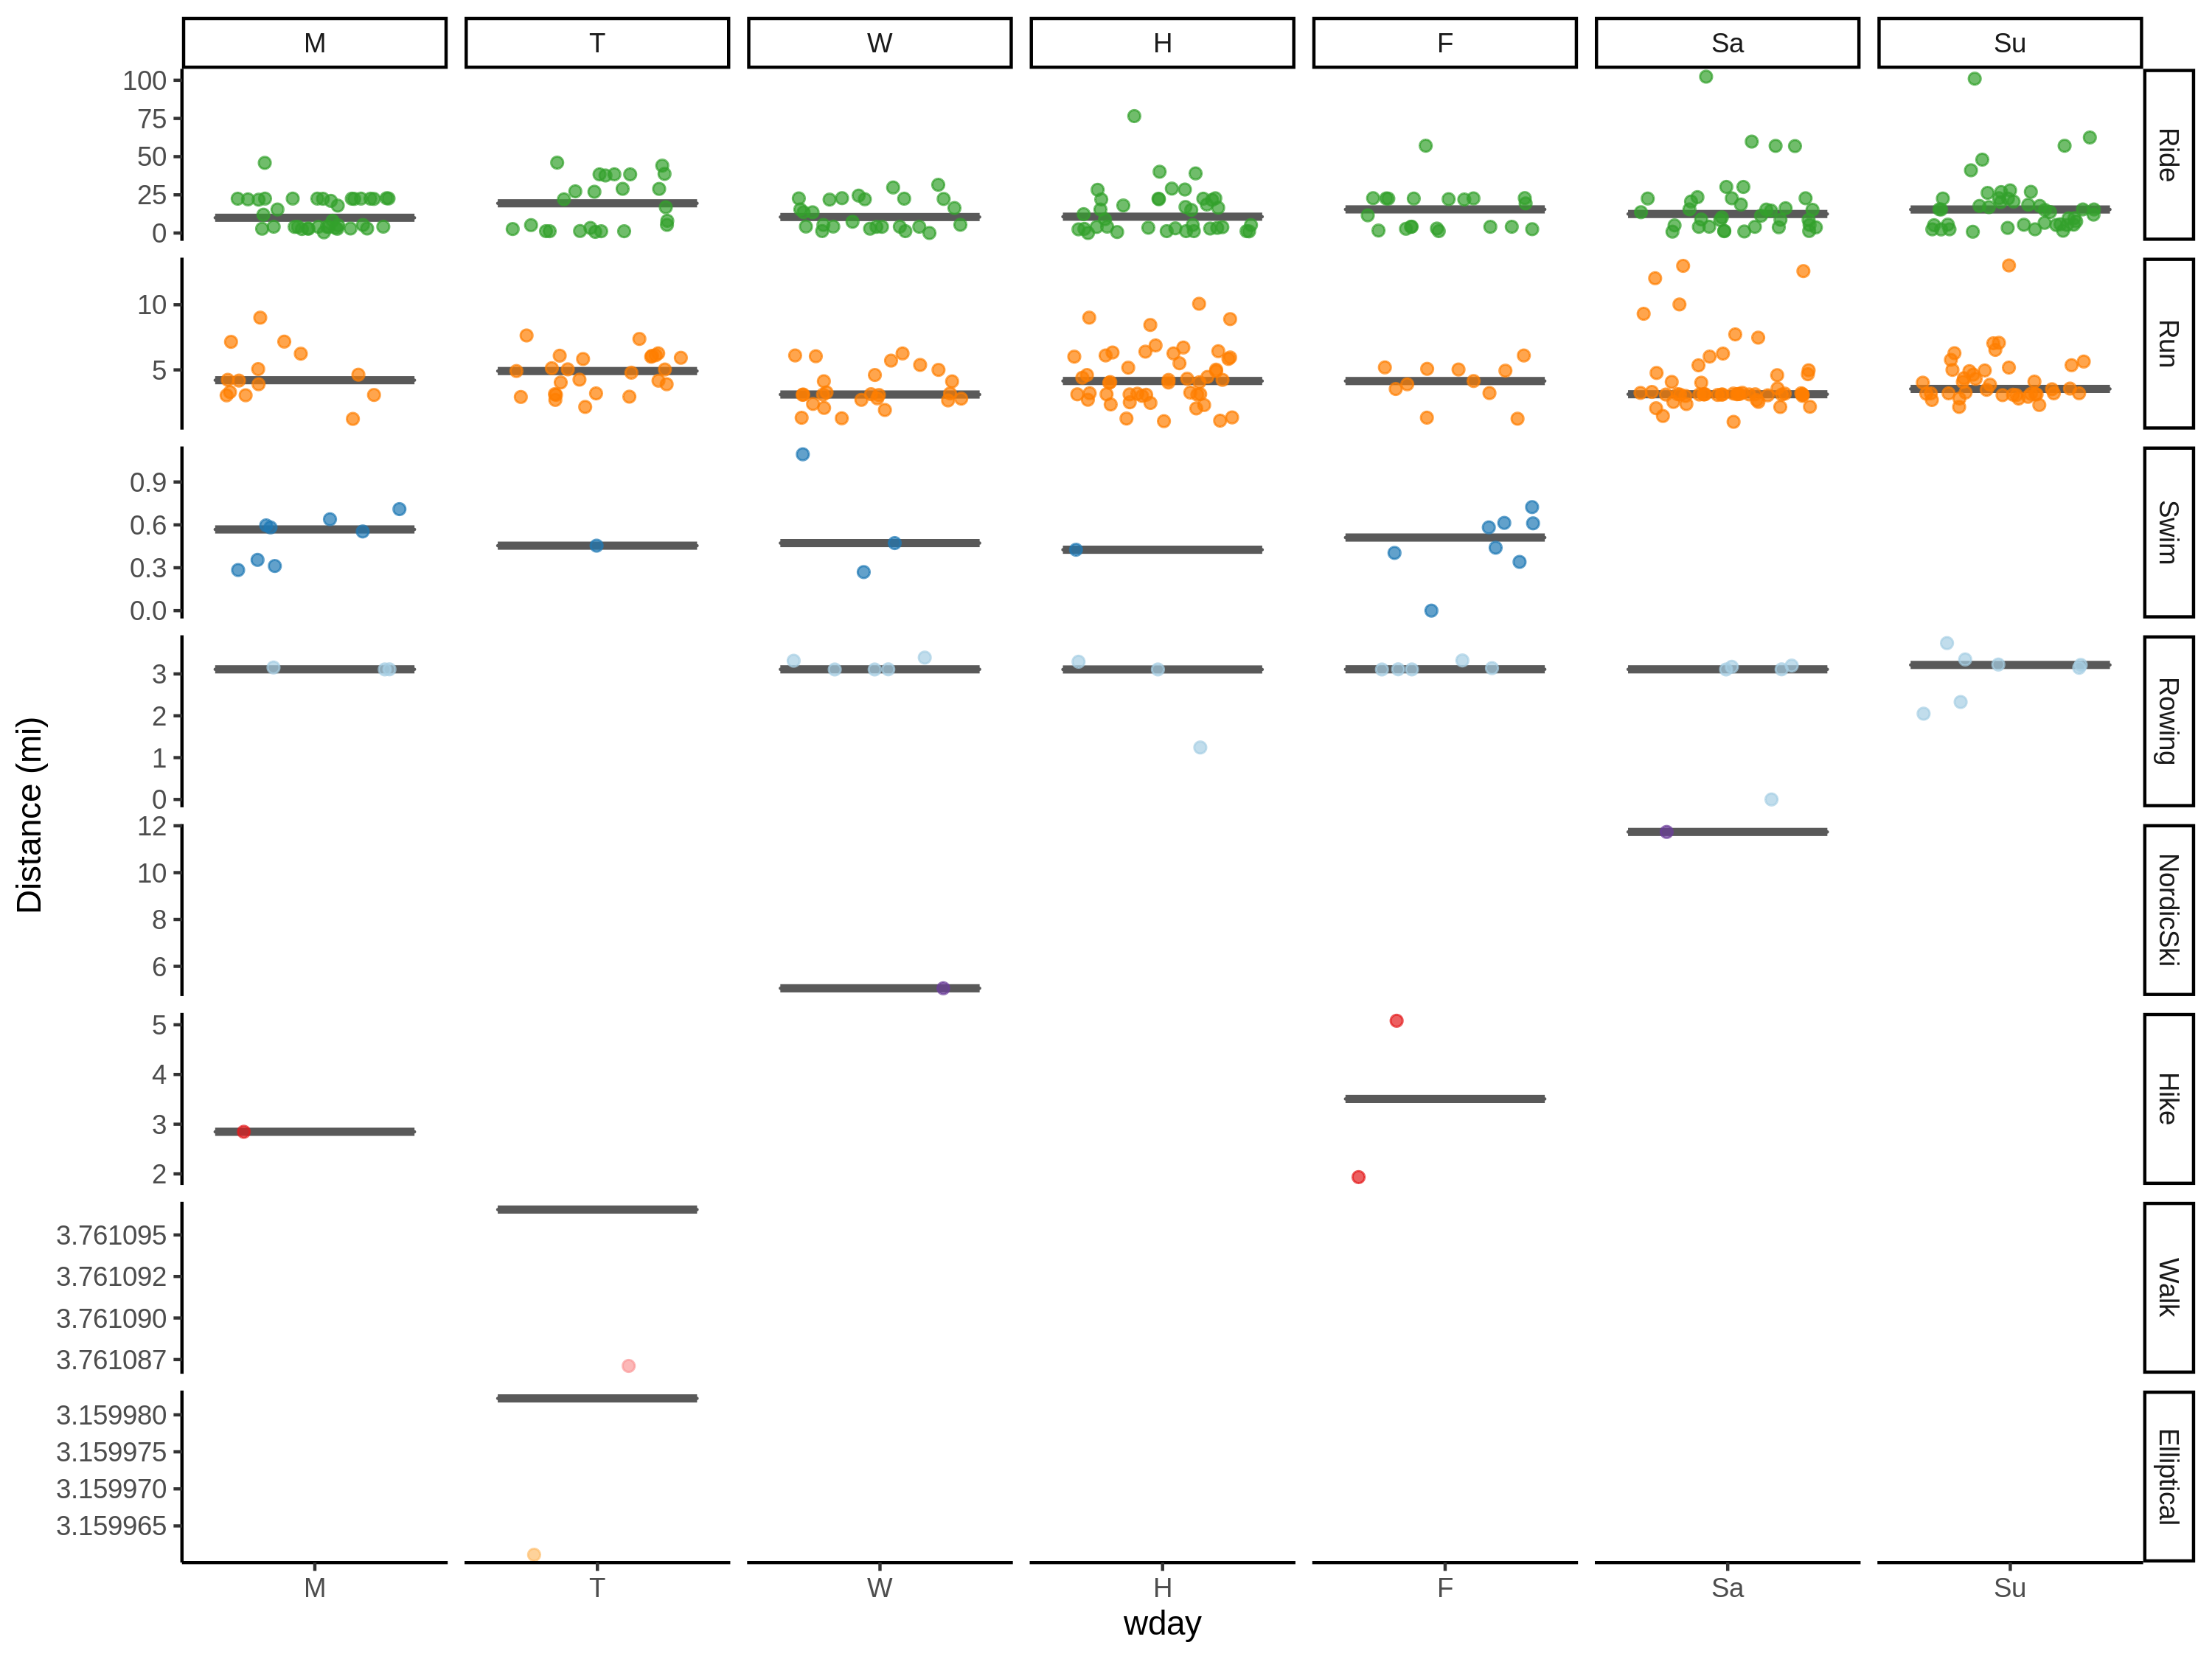 M T W H F Sa Su
100
75
50
25
0
Ride
10
5
Run
0.9
0.6
0.3
0.0
Swim
3
2
1
0
Rowing
12
10
8
6
NordicSki
5
4
3
2
Hike
3.761095
3.761092
3.761090
3.761087
Walk
3.159980
3.159975
3.159970
3.159965
Elliptical
M T W H F Sa Su
wday
Distance (mi)